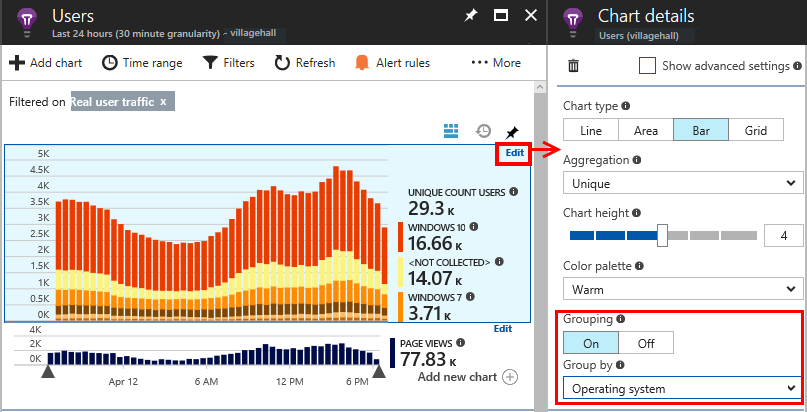 Users
Last 24 hours (30 minute granularity) ~ villagehall
Add chart Time range Filters Refresh Alert rules ··· More
Filtered on Real user traffic x
Edit
5K
4.5K
4K
3.5K
3K
2.5K
2K
1.5K
1K
0.5K
0K
UNIQUE COUNT USERS
29.3 K
WINDOWS 10
16.66 K
<NOT COLLECTED>
14.07 K
WINDOWS 7
3.71 K
Edit
4K
2K
0K
PAGE VIEWS
77.83 K
Add new chart
Apr 12 6 AM 12 PM 6 PM
Chart details
Users (villagehall)
Show advanced settings
Chart type
Line Area Bar Grid
Aggregation
Unique
Chart height
4
Color palette
Warm
Grouping
On Off
Group by
Operating system